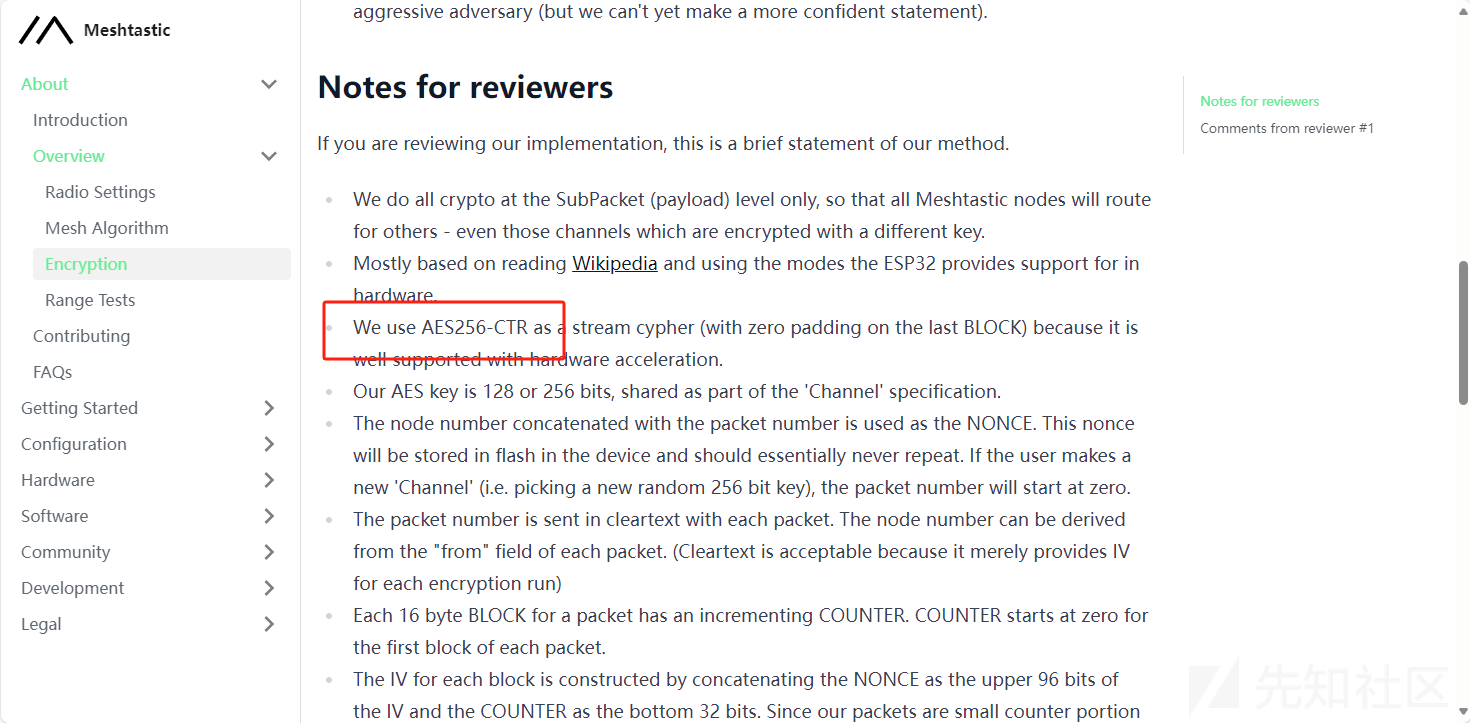 Meshtastic
About
Introduction
Overview
Radio Settings
Mesh Algorithm
Encryption
Range Tests
Contributing
FAQs
Getting Started
Configuration
Hardware
Software
Community
Development
Legal
aggressive adversary (but we can't yet make a more confident statement).
Notes for reviewers
If you are reviewing our implementation, this is a brief statement of our method.
We do all crypto at the SubPacket (payload) level only, so that all Meshtastic nodes will route
for others - even those channels which are encrypted with a different key.
Mostly based on reading Wikipedia and using the modes the ESP32 provides support for in
hardware.
We use AES256-CTR as a stream cypher (with zero padding on the last BLOCK) because it is
well supported with hardware acceleration.
Our AES key is 128 or 256 bits, shared as part of the 'Channel' specification.
The node number concatenated with the packet number is used as the NONCE. This nonce
will be stored in flash in the device and should essentially never repeat. If the user makes a
new 'Channel' (i.e. picking a new random 256 bit key), the packet number will start at zero.
The packet number is sent in cleartext with each packet. The node number can be derived
from the "from" field of each packet. (Cleartext is acceptable because it merely provides IV
for each encryption run)
Each 16 byte BLOCK for a packet has an incrementing COUNTER. COUNTER starts at zero for
the first block of each packet.
The IV for each block is constructed by concatenating the NONCE as the upper 96 bits of
the IV and the COUNTER as the bottom 32 bits. Since our packets are small counter portion
Notes for reviewers
Comments from reviewer #1
先知社区